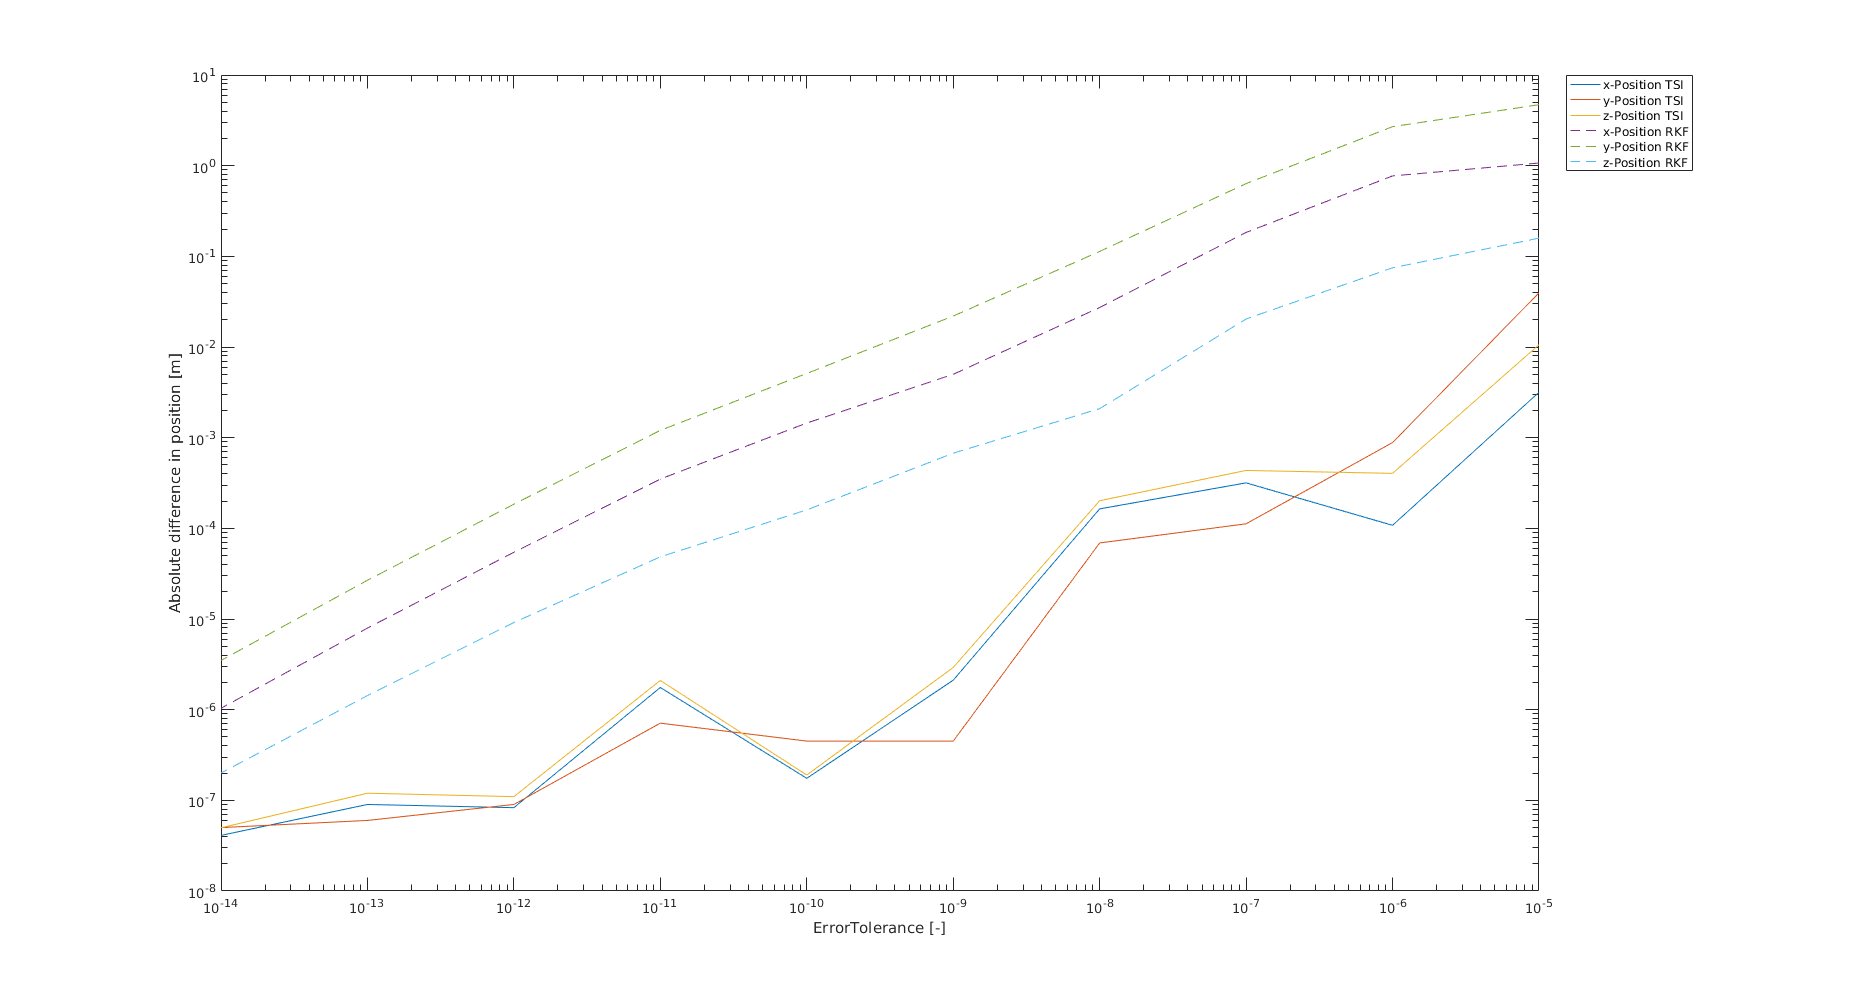 10^1
10^0
10^-1
10^-2
10^-3
10^-4
10^-5
10^-6
10^-7
10^-8
Absolute difference in position [m]
10^-14 10^-13 10^-12 10^-11 10^-10 10^-9 10^-8 10^-7 10^-6 10^-5
ErrorTolerance [-]
x-Position TSI
y-Position TSI
z-Position TSI
x-Position RKF
y-Position RKF
z-Position RKF